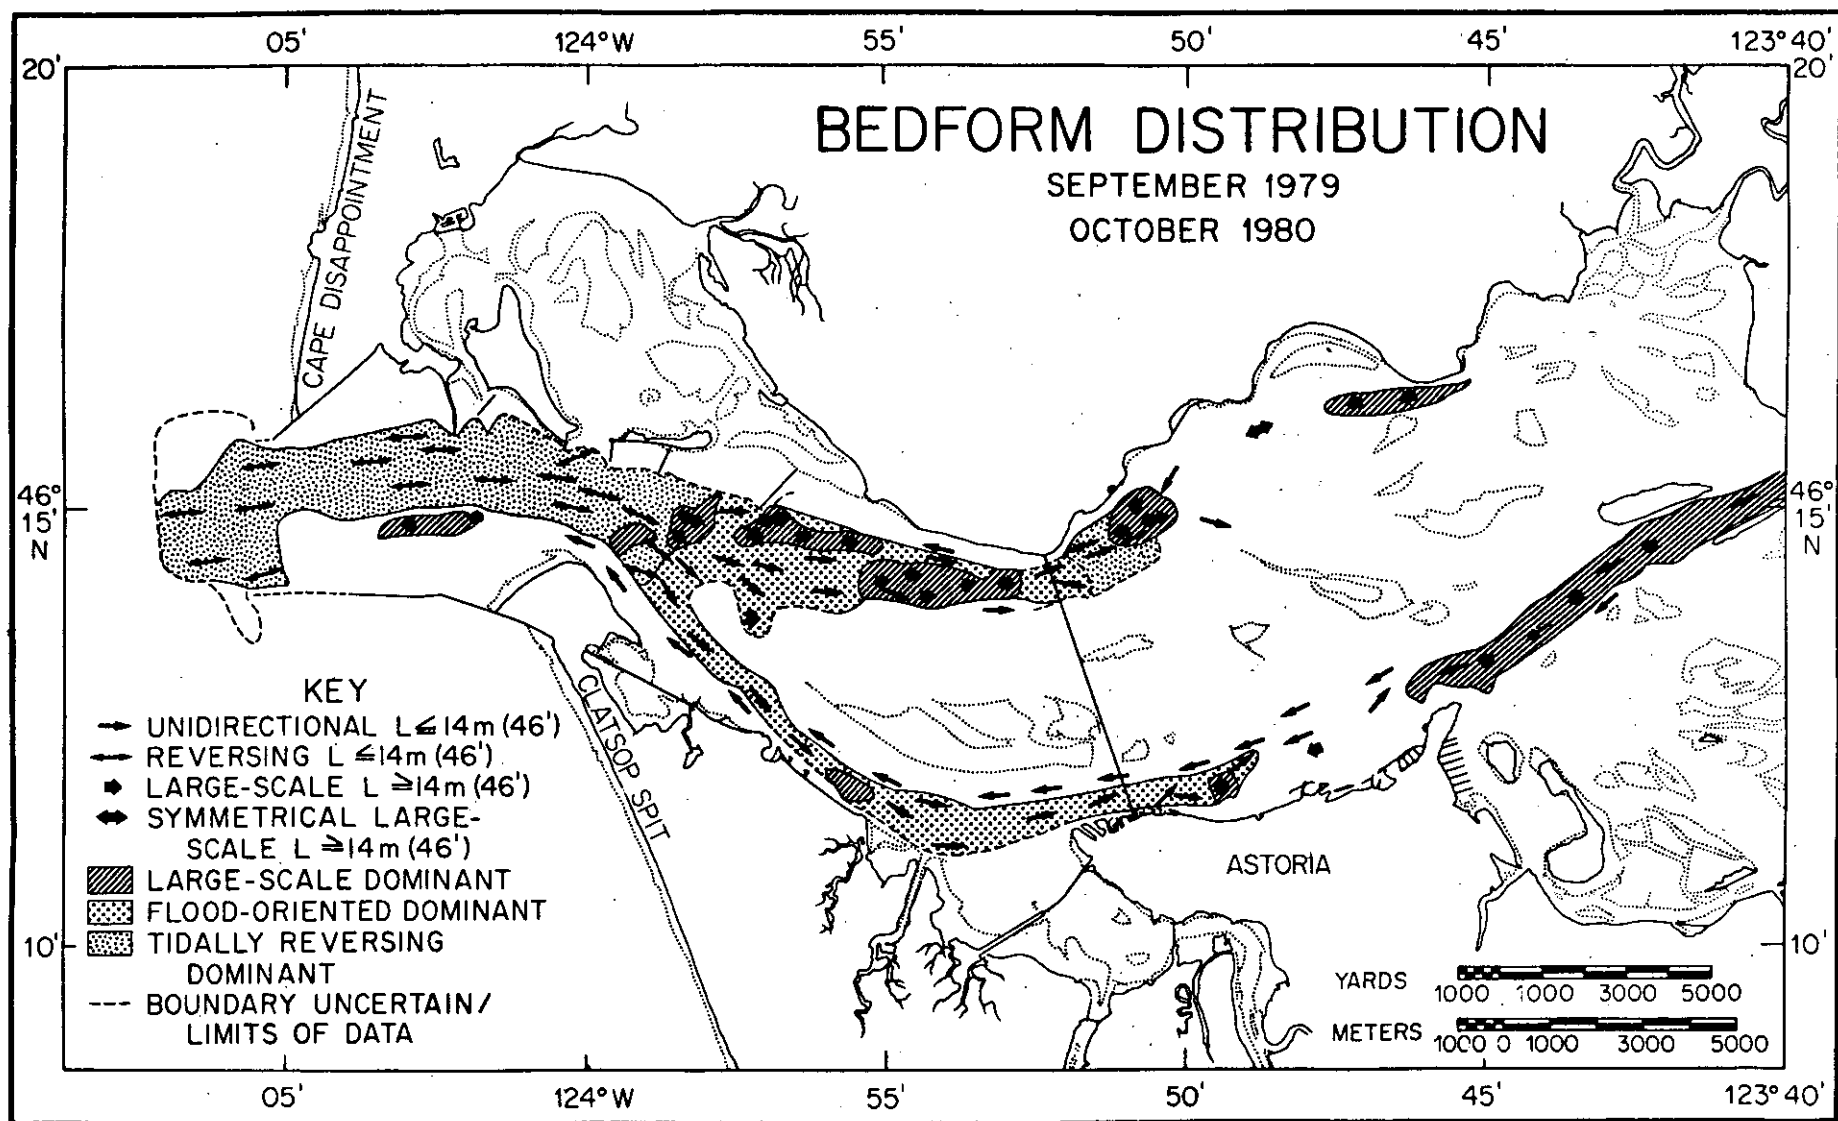 05'
124°W
55'
50'
45'
123°40'
20'
20'
BEDFORM DISTRIBUTION
SEPTEMBER 1979
OCTOBER 1980
CAPE DISAPPOINTMENT
46°
15'
N
46°
15'
N
KEY
UNIDIRECTIONAL L ≦ 14m (46')
REVERSING L ≦ 14m (46')
LARGE-SCALE L ≧ 14m (46')
SYMMETRICAL LARGE-
SCALE L ≧ 14m (46')
LARGE-SCALE DOMINANT
FLOOD-ORIENTED DOMINANT
TIDALLY REVERSING
DOMINANT
BOUNDARY UNCERTAIN/
LIMITS OF DATA
CLATSOP SPIT
ASTORIA
10'
10'
YARDS
1000 0 1000 3000 5000
METERS
1000 0 1000 3000 5000
05'
124°W
55'
50'
45'
123°40'